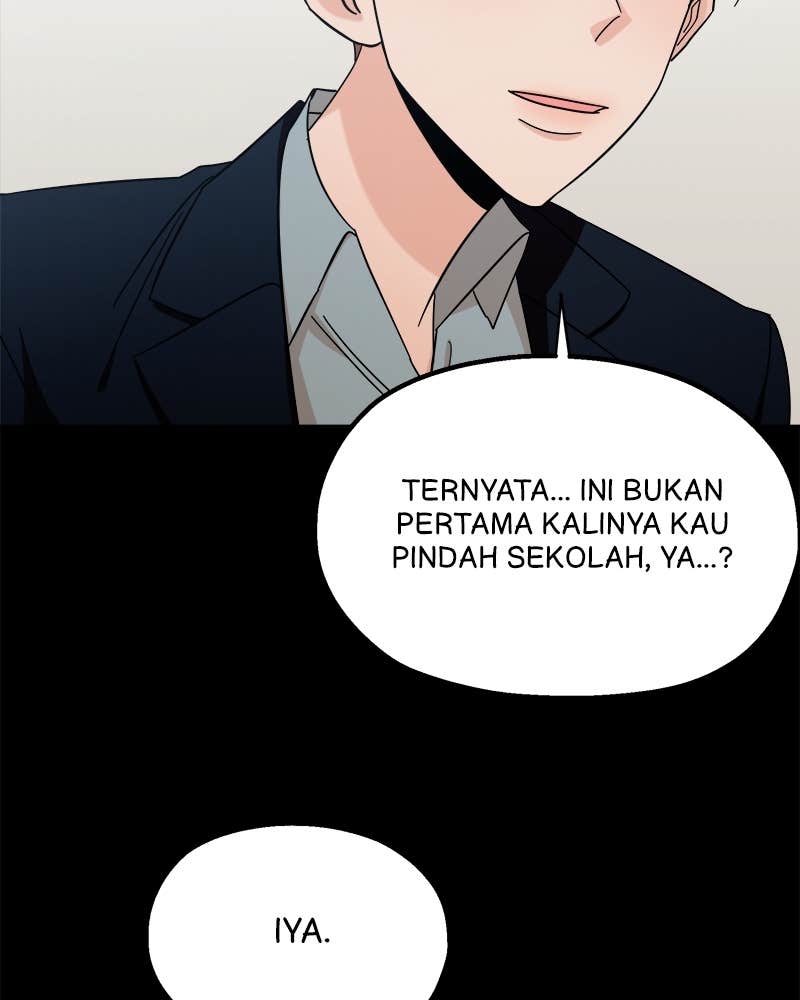 TERNYATA... INI BUKAN
PERTAMA KALINYA KAU
PINDAH SEKOLAH, YA...?
IYA.